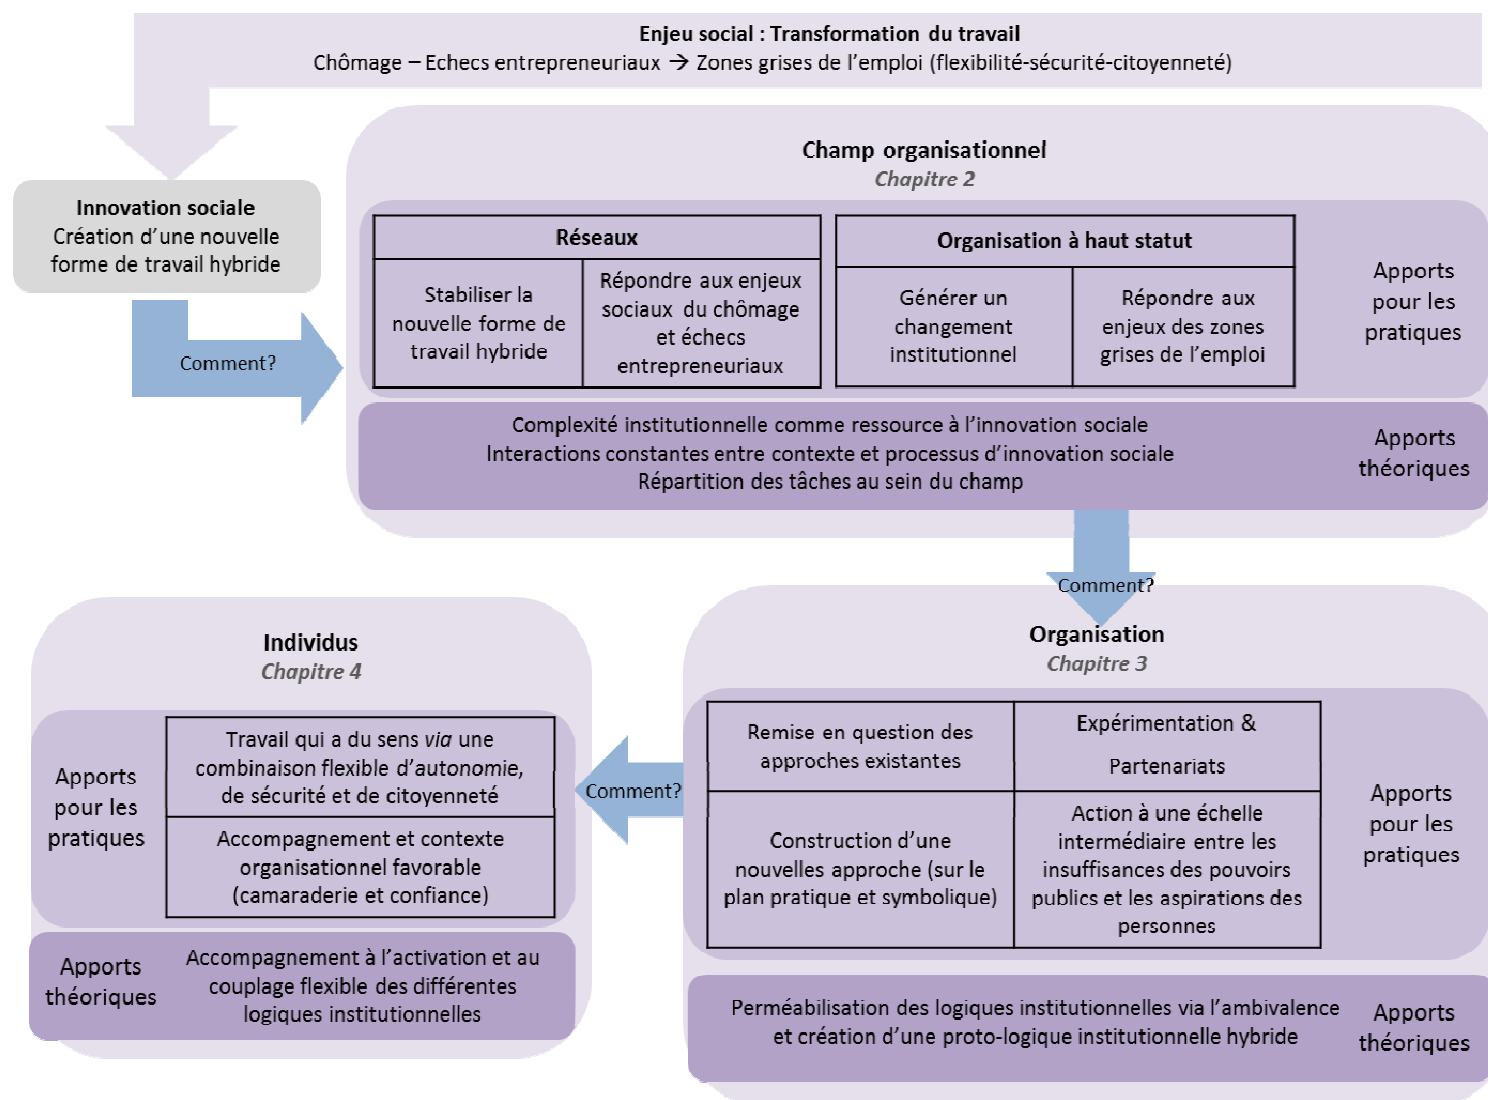 Enjeu social : Transformation du travail
Chômage – Echecs entrepreneuriaux → Zones grises de l'emploi (flexibilité-sécurité-citoyenneté)
Innovation sociale
Création d'une nouvelle
forme de travail hybride
Comment?
Champ organisationnel
Chapitre 2
Réseaux
Stabiliser la
nouvelle forme de
travail hybride
Répondre aux enjeux
sociaux du chômage
et échecs
entrepreneuriaux
Organisation à haut statut
Générer un
changement
institutionnel
Répondre aux
enjeux des zones
grises de l'emploi
Apports
pour les
pratiques
Complexité institutionnelle comme ressource à l'innovation sociale
Interactions constantes entre contexte et processus d'innovation sociale
Répartition des tâches au sein du champ
Apports
théoriques
Comment?
Organisation
Chapitre 3
Remise en question des
approches existantes
Expérimentation &
Partenariats
Construction d'une
nouvelles approche (sur le
plan pratique et symbolique)
Action à une échelle
intermédiaire entre les
insuffisances des pouvoirs
publics et les aspirations des
personnes
Apports
pour les
pratiques
Perméabilisation des logiques institutionnelles via l'ambivalence
et création d'une proto-logique institutionnelle hybride
Apports
théoriques
Comment?
Individus
Chapitre 4
Apports
pour les
pratiques
Travail qui a du sens via une
combinaison flexible d'autonomie,
de sécurité et de citoyenneté
Accompagnement et contexte
organisationnel favorable
(camaraderie et confiance)
Apports
théoriques
Accompagnement à l'activation et au
couplage flexible des différentes
logiques institutionnelles